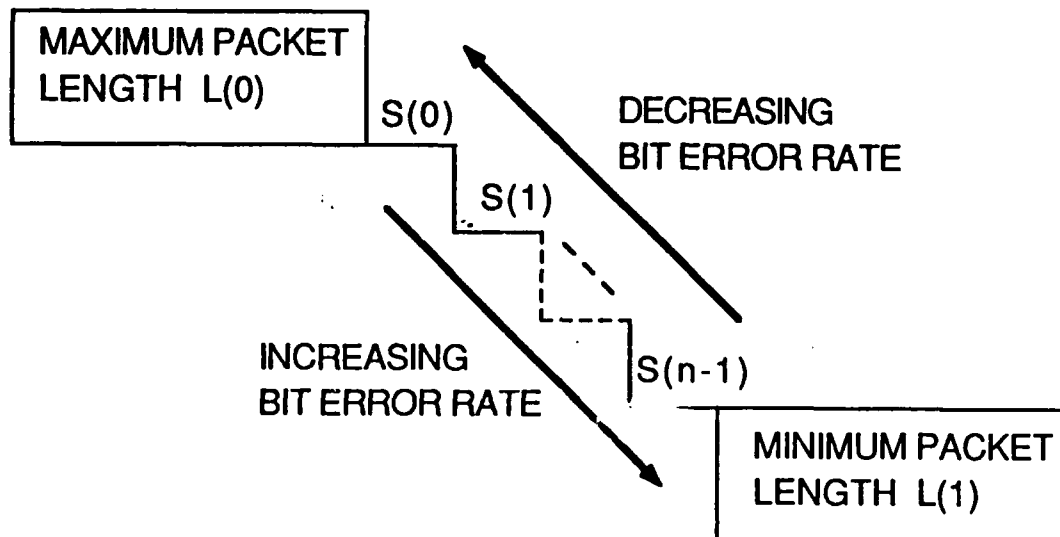 MAXIMUM PACKET
LENGTH L(0)
S(0)
DECREASING
BIT ERROR RATE
S(1)
INCREASING
BIT ERROR RATE
S(n-1)
MINIMUM PACKET
LENGTH L(1)